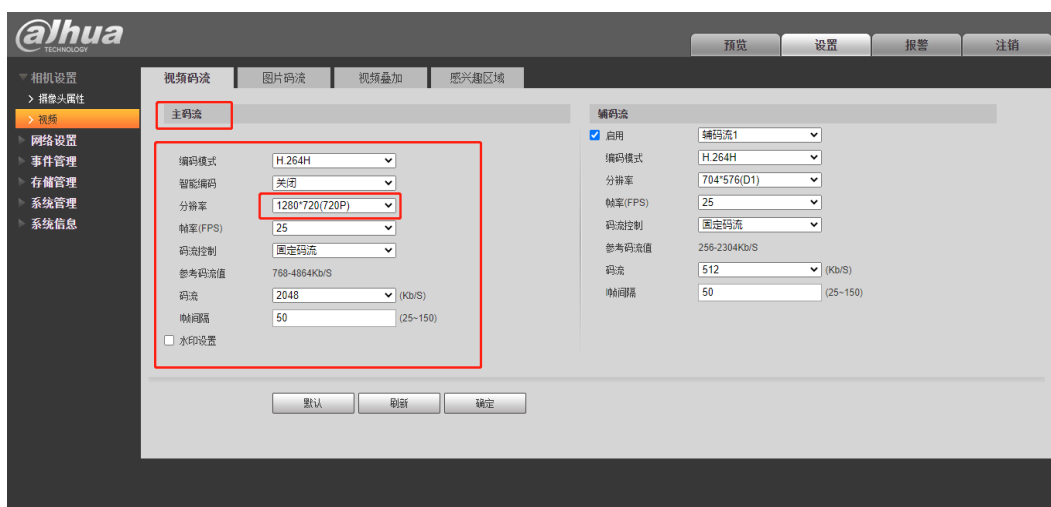 alhua
TECHNOLOGY
预览 设置 报警 注销
相机设置
摄像头属性
视频
网络设置
事件管理
存储管理
系统管理
系统信息
视频码流 图片码流 视频叠加 感兴趣区域
主码流
编码模式 H.264H
智能编码 关闭
分辨率 1280*720(720P)
帧率(FPS) 25
码流控制 固定码流
参考码流值 768-4864Kb/S
码流 2048 (Kb/S)
I帧间隔 50 (25~150)
水印设置
辅码流
启用 辅码流1
编码模式 H.264H
分辨率 704*576(D1)
帧率(FPS) 25
码流控制 固定码流
参考码流值 256-2304Kb/S
码流 512 (Kb/S)
I帧间隔 50 (25~150)
默认 刷新 确定